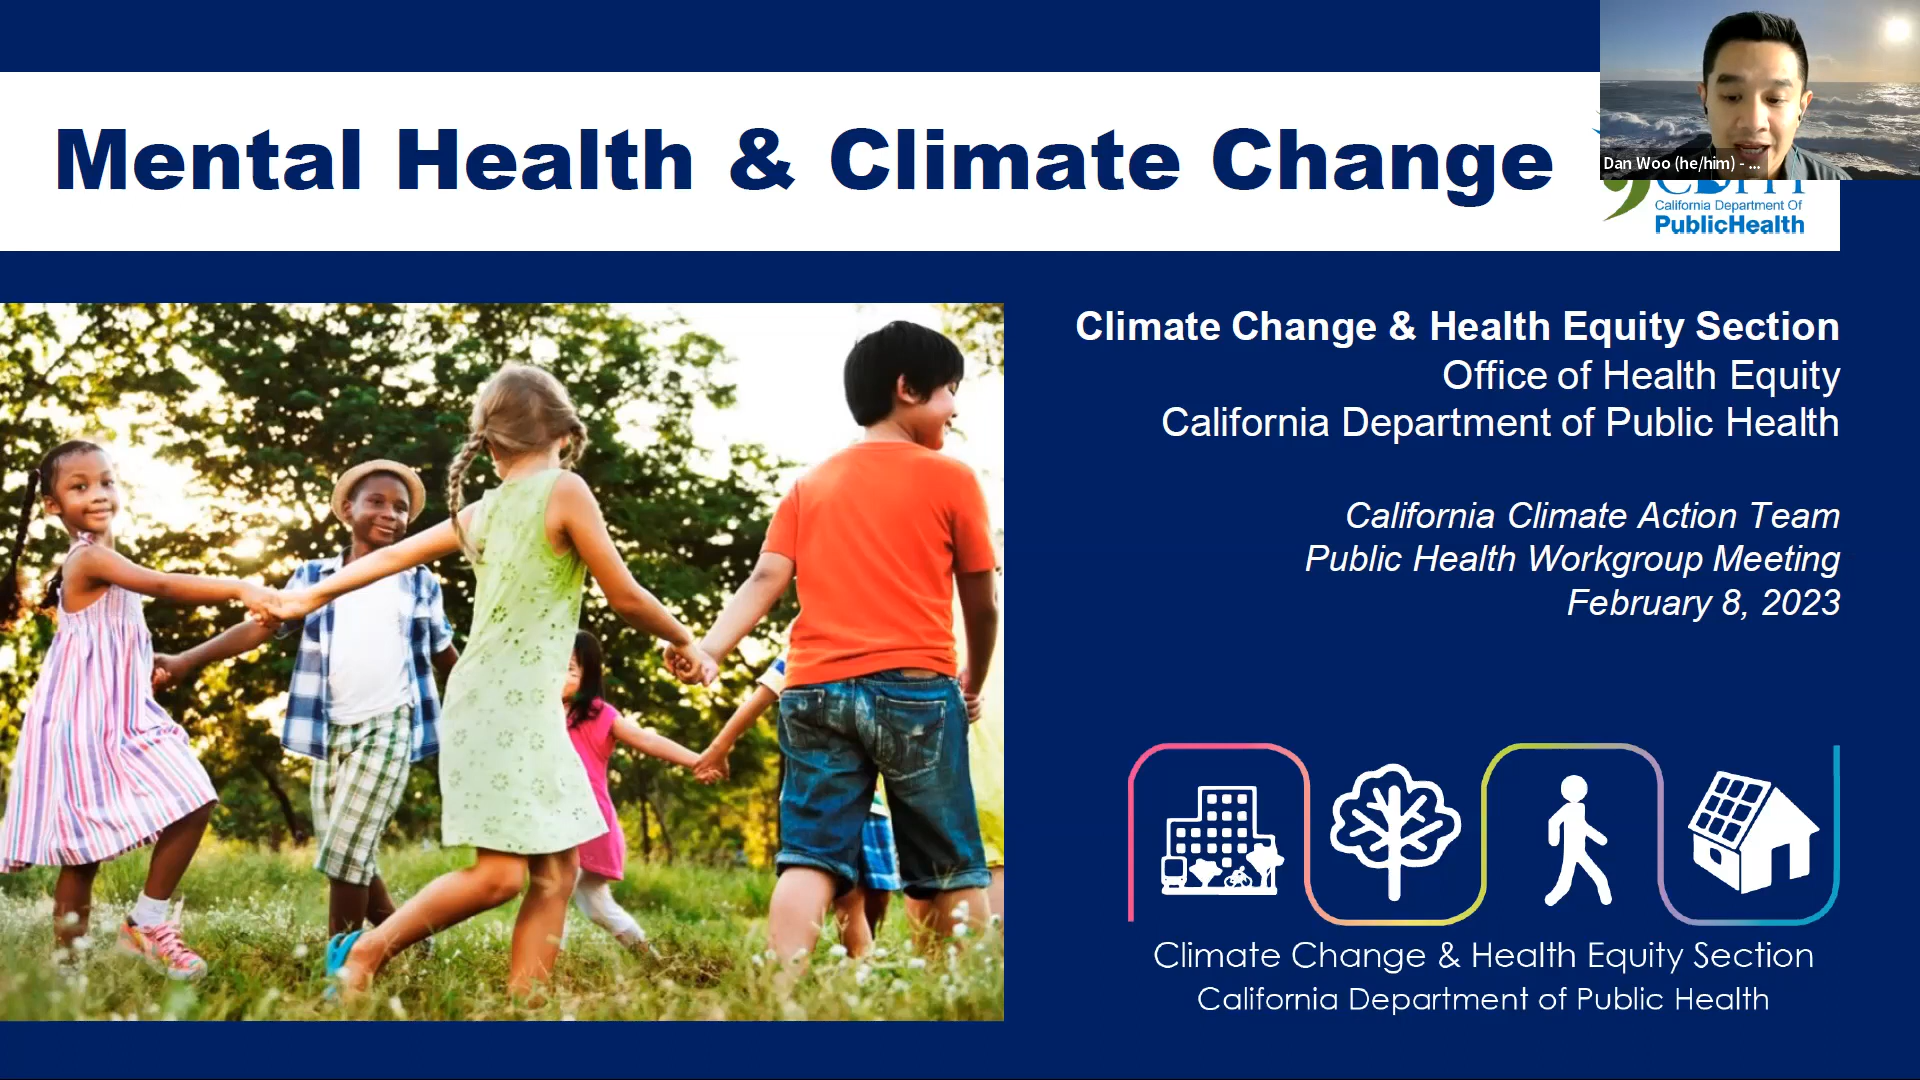 Mental Health & Climate Change
Dan Woo (he/him) - ...
California Department Of
PublicHealth
Climate Change & Health Equity Section
Office of Health Equity
California Department of Public Health
California Climate Action Team
Public Health Workgroup Meeting
February 8, 2023
Climate Change & Health Equity Section
California Department of Public Health